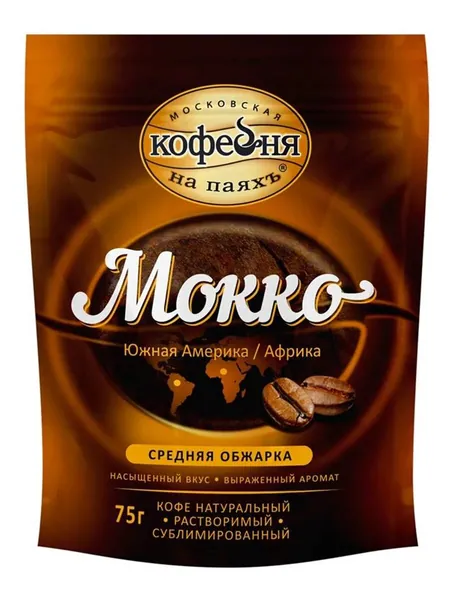 МОСКОВСКАЯ
КОФЕЙНЯ
НА ПАЯХЪ®
Мокко
Южная Америка / Африка
СРЕДНЯЯ ОБЖАРКА
НАСЫЩЕННЫЙ ВКУС • ВЫРАЖЕННЫЙ АРОМАТ
75г
КОФЕ НАТУРАЛЬНЫЙ
• РАСТВОРИМЫЙ •
СУБЛИМИРОВАННЫЙ